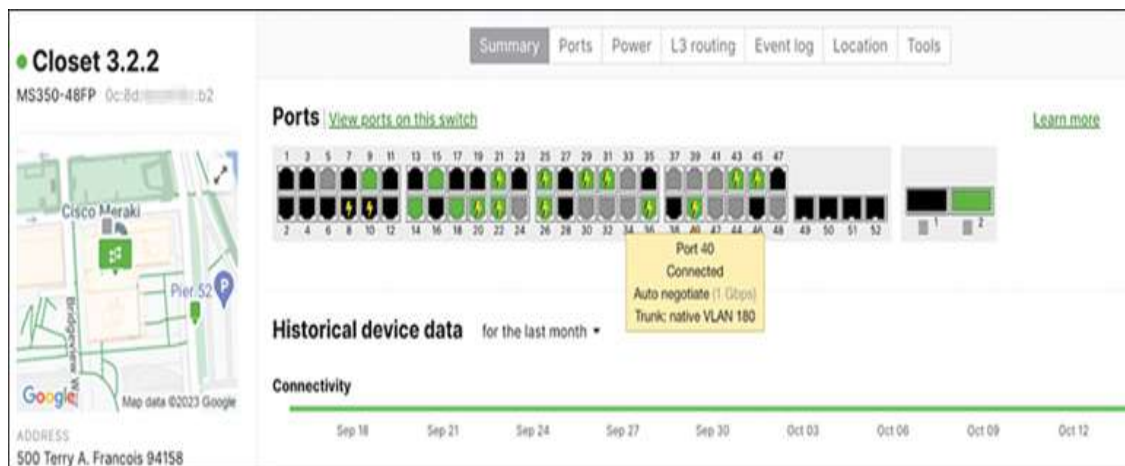 Closet 3.2.2
MS350-48FP 0c:8d: :b2
Cisco Meraki
Pier 52
P
Bridgeview W
Google
Map data ©2023 Google
ADDRESS
500 Terry A. Francois 94158
Summary Ports Power L3 routing Event log Location Tools
Ports View ports on this switch Learn more
1 3 5 7 9 11 13 15 17 19 21 23 25 27 29 31 33 35 37 39 41 43 45 47
2 4 6 8 10 12 14 16 18 20 22 24 26 28 30 32 34 36 38 40 42 44 46 48 49 50 51 52 1 2
Port 40
Connected
Auto negotiate (1 Gbps)
Trunk: native VLAN 180
Historical device data for the last month
Connectivity
Sep 18 Sep 21 Sep 24 Sep 27 Sep 30 Oct 03 Oct 06 Oct 09 Oct 12